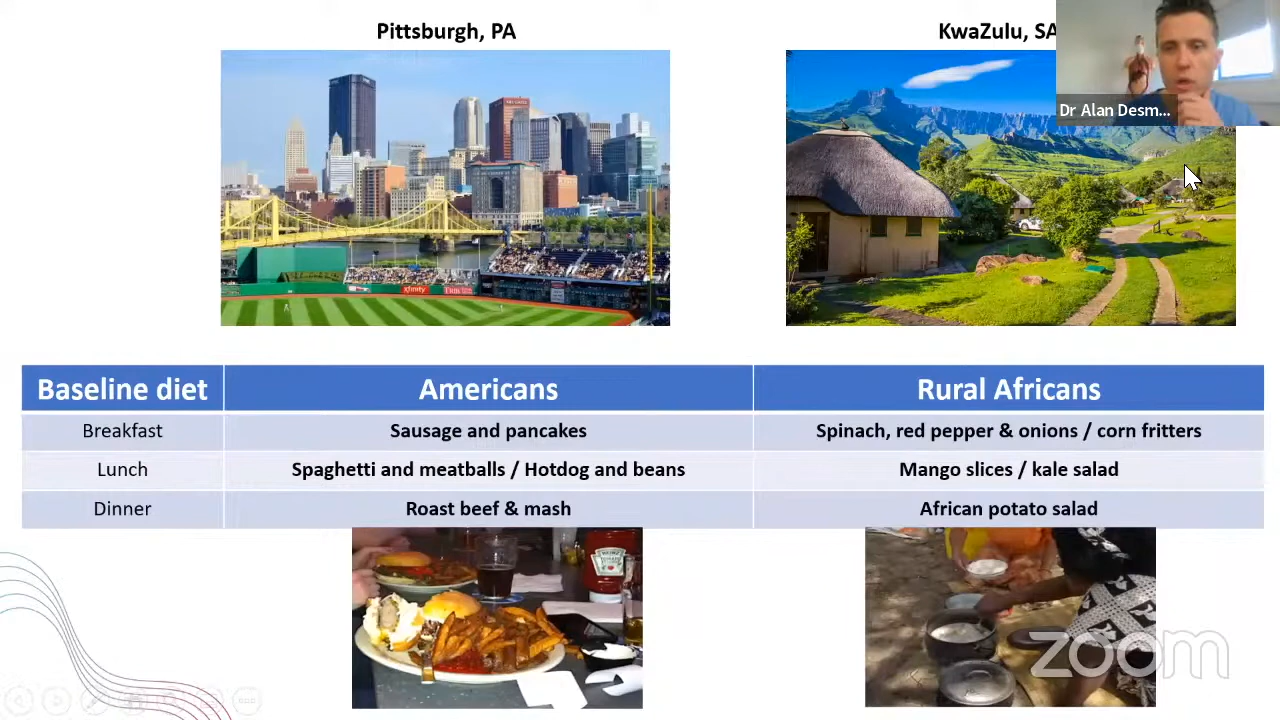 Pittsburgh, PA
KwaZulu, SA
Dr Alan Desm...
xfinity
Baseline diet Americans Rural Africans
Breakfast Sausage and pancakes Spinach, red pepper & onions / corn fritters
Lunch Spaghetti and meatballs / Hotdog and beans Mango slices / kale salad
Dinner Roast beef & mash African potato salad
HEINZ
zoom